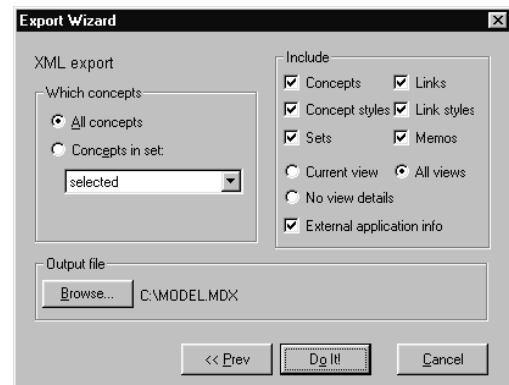 Export Wizard
XML export
Which concepts
All concepts
Concepts in set:
selected
Include
Concepts
Links
Concept styles
Link styles
Sets
Memos
Current view
All views
No view details
External application info
Output file
Browse...
C:\MODEL.MDX
<< Prev
Do It!
Cancel